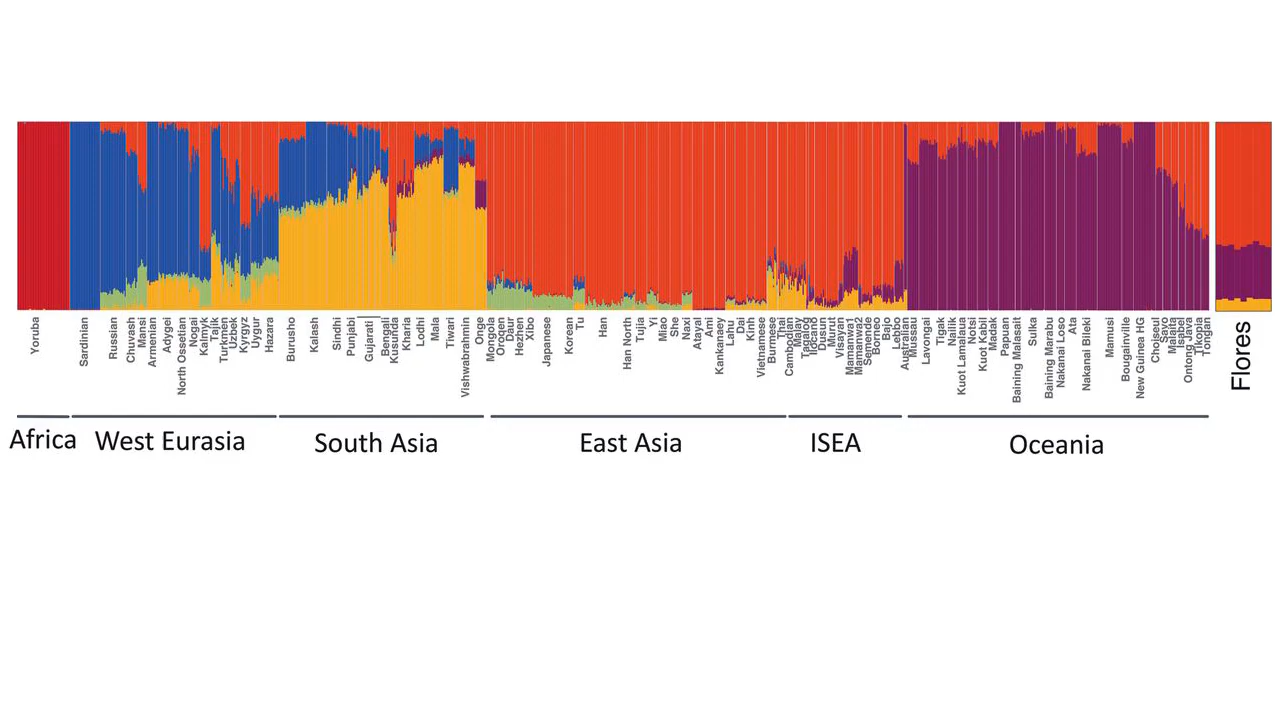 Yoruba
Sardinian
Russian
Chuvash
Mansi
Armenian
Adygei
North Ossetian
Nogai
Kalmyk
Tajik
Turkmen
Uzbek
Kyrgyz
Uygur
Hazara
Burusho
Kalash
Sindhi
Punjabi
Gujarati
Bengali
Kusunda
Kharia
Lodhi
Mala
Tiwari
Vishwabrahmin
Onge
Mongola
Oroqen
Daur
Hezhen
Xibo
Japanese
Korean
Tu
Han
Han North
Tujia
Yi
Miao
She
Naxi
Atayal
Ami
Kankanaey
Lahu
Dai
Kinh
Vietnamese
Burmese
Thai
Cambodian
Malay
Tagalog
Ilocano
Dusun
Murut
Visayan
Mamanwa1
Mamanwa2
Semende
Borneo
Bajo
Lebbo
Australian
Mussau
Lavongai
Tigak
Nailik
Kuot Lamalaua
Notsi
Kuot Kabil
Madak
Papuan
Baining Malasait
Sulka
Baining Marabu
Nakanai Loso
Ata
Nakanai Bileki
Mamusi
Bougainville
New Guinea HG
Choiseul
Savo
Malaita
Isabel
Ontong Java
Tikopia
Tongan
Flores
Africa
West Eurasia
South Asia
East Asia
ISEA
Oceania